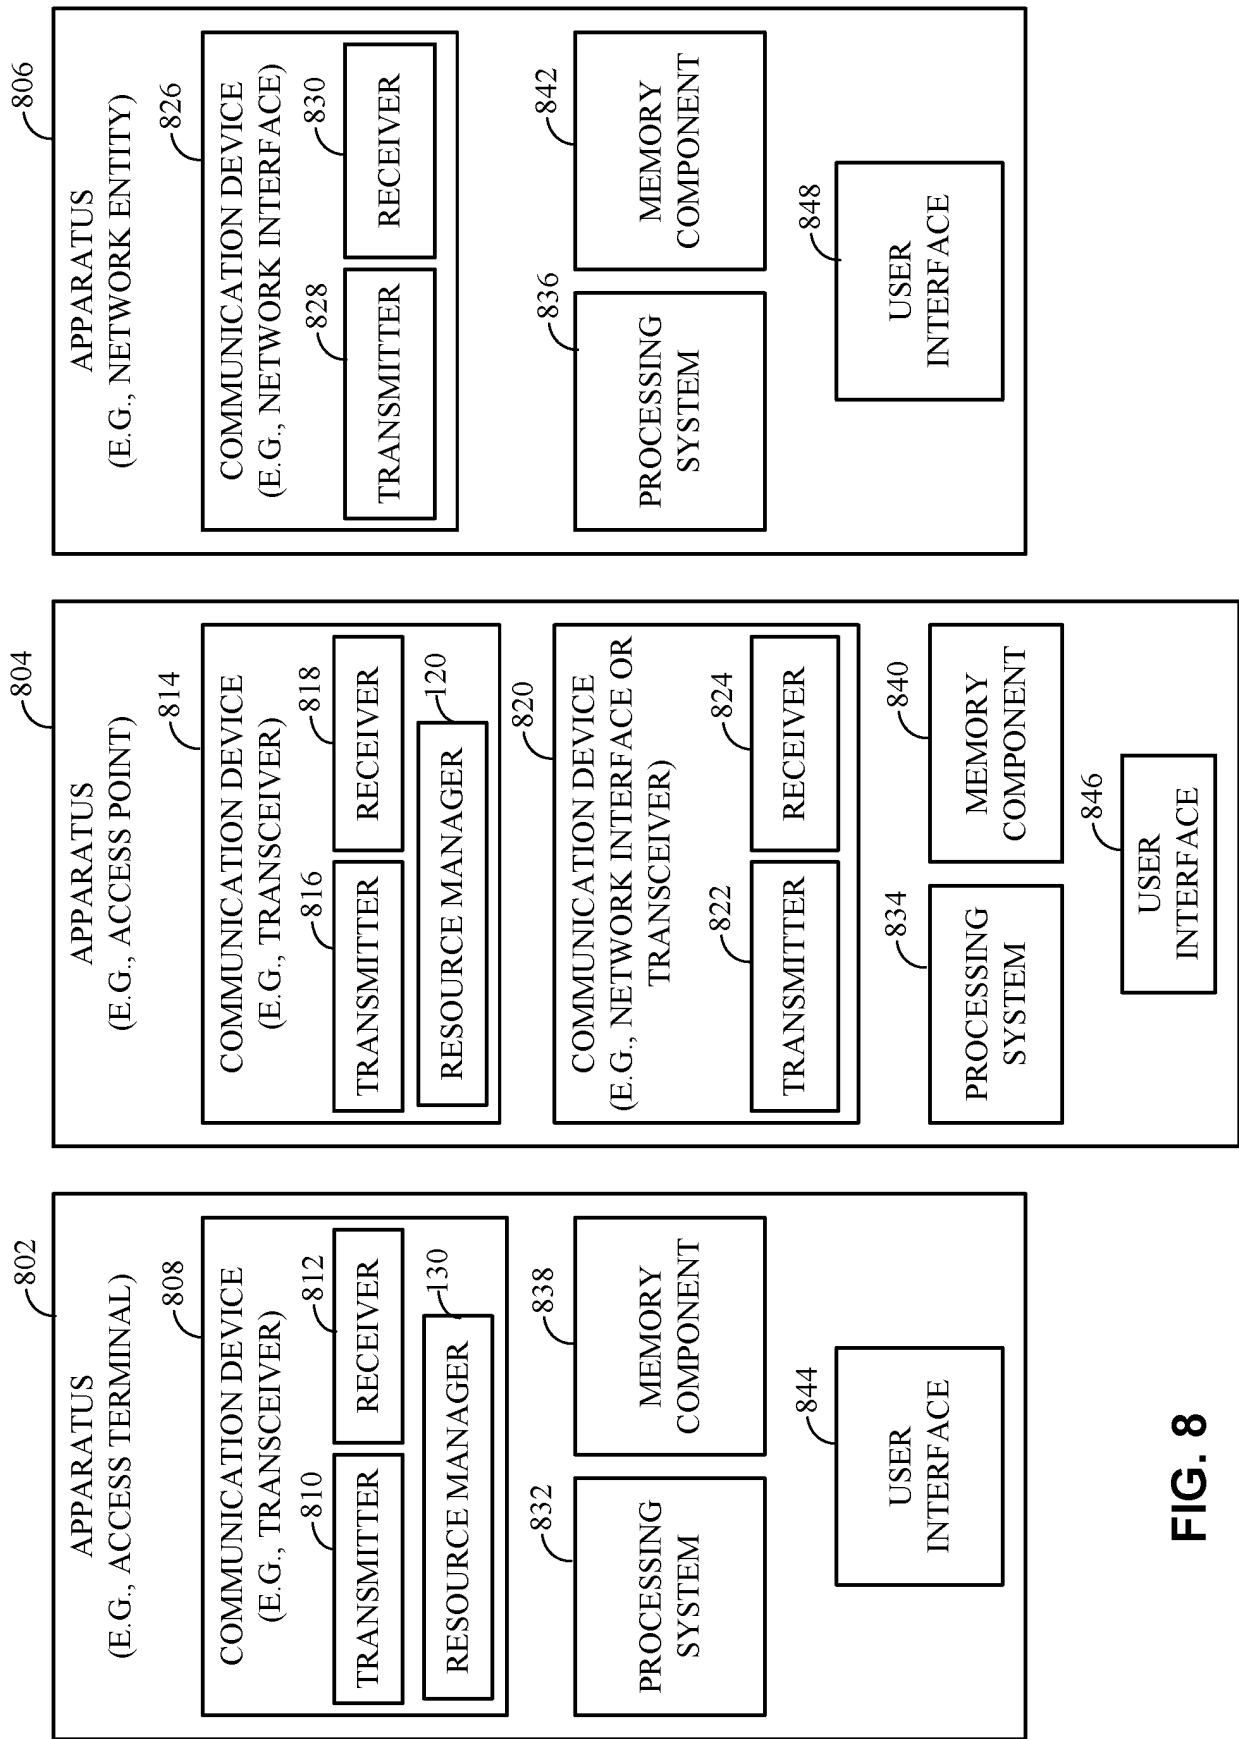 802
APPARATUS
(E.G., ACCESS TERMINAL)
808
COMMUNICATION DEVICE
(E.G., TRANSCEIVER)
810
812
TRANSMITTER
RECEIVER
130
RESOURCE MANAGER
832
838
PROCESSING
SYSTEM
MEMORY
COMPONENT
844
USER
INTERFACE
804
APPARATUS
(E.G., ACCESS POINT)
814
COMMUNICATION DEVICE
(E.G., TRANSCEIVER)
816
818
TRANSMITTER
RECEIVER
120
RESOURCE MANAGER
820
COMMUNICATION DEVICE
(E.G., NETWORK INTERFACE OR
TRANSCEIVER)
822
824
TRANSMITTER
RECEIVER
834
840
PROCESSING
SYSTEM
MEMORY
COMPONENT
846
USER
INTERFACE
806
APPARATUS
(E.G., NETWORK ENTITY)
826
COMMUNICATION DEVICE
(E.G., NETWORK INTERFACE)
828
830
TRANSMITTER
RECEIVER
836
842
PROCESSING
SYSTEM
MEMORY
COMPONENT
848
USER
INTERFACE
FIG. 8